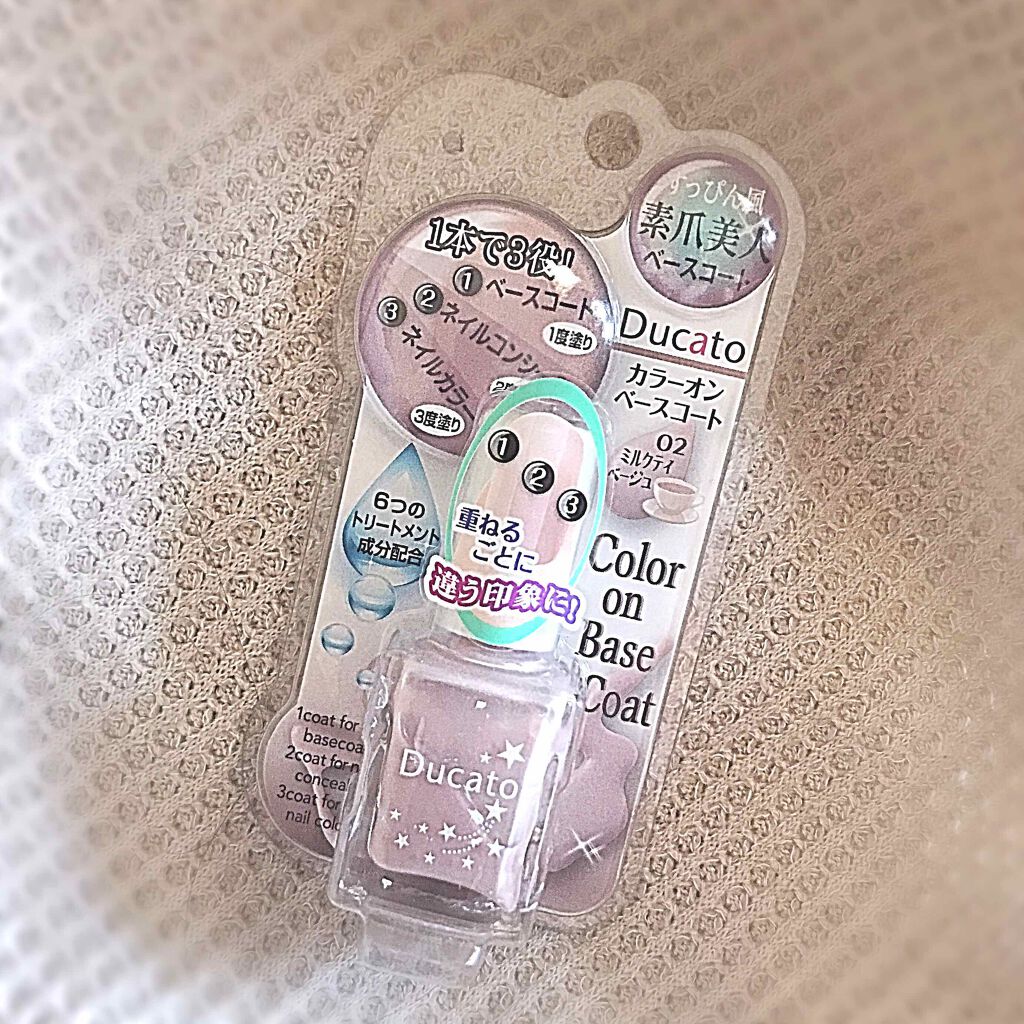 1本で3役!
① ベースコート
1度塗り
② ネイルコンシ
③ ネイルカラー
3度塗り
すっぴん風
素爪美人
ベースコート
Ducato
カラーオン
ベースコート
02
ミルクティ
ベージュ
6つの
トリートメント
成分配合
① ② ③
重ねる
ごとに
違う印象に!
Color
on
Base
Coat
1coat for
basecoa
2coat for n
conceal
3coat for
nail colo
Ducato